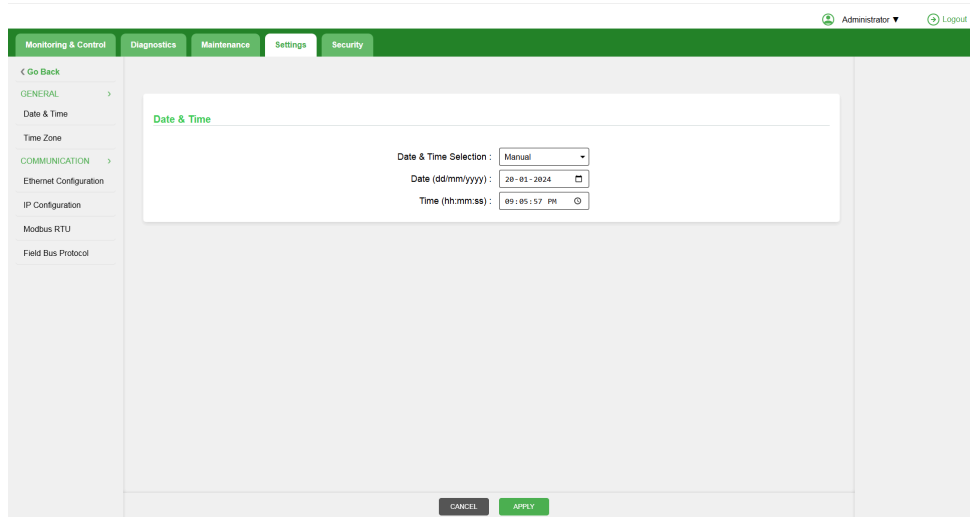 Administrator ▼ Logout
Monitoring & Control Diagnostics Maintenance Settings Security
Go Back
GENERAL
Date & Time
Time Zone
COMMUNICATION
Ethernet Configuration
IP Configuration
Modbus RTU
Field Bus Protocol
Date & Time
Date & Time Selection : Manual
Date (dd/mm/yyyy) : 20-01-2024
Time (hh:mm:ss) : 09:05:57 PM
CANCEL APPLY